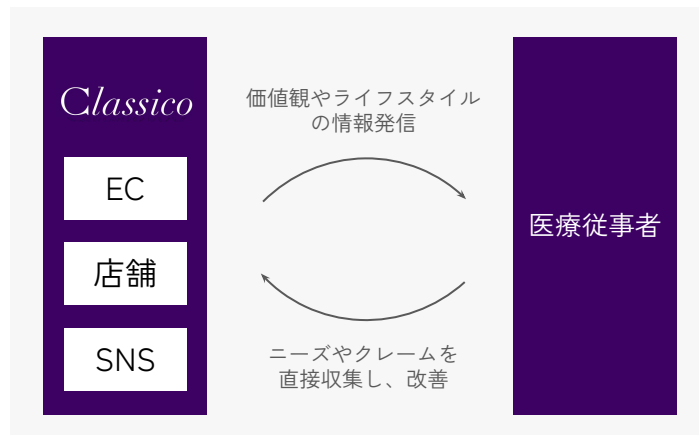 Classico
EC
店舗
SNS
価値観やライフスタイル
の情報発信
ニーズやクレームを
直接収集し、改善
医療従事者